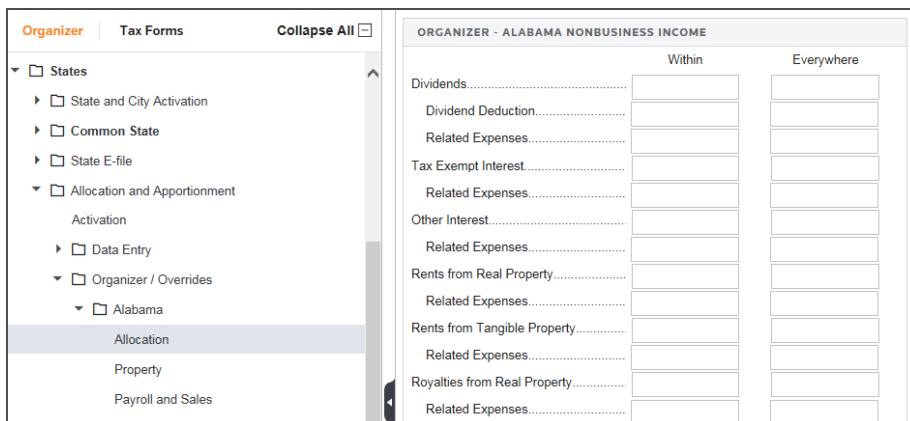 Organizer Tax Forms Collapse All
States
State and City Activation
Common State
State E-file
Allocation and Apportionment
Activation
Data Entry
Organizer / Overrides
Alabama
Allocation
Property
Payroll and Sales
ORGANIZER - ALABAMA NONBUSINESS INCOME
Within Everywhere
Dividends
Dividend Deduction
Related Expenses
Tax Exempt Interest
Related Expenses
Other Interest
Related Expenses
Rents from Real Property
Related Expenses
Rents from Tangible Property
Related Expenses
Royalties from Real Property
Related Expenses